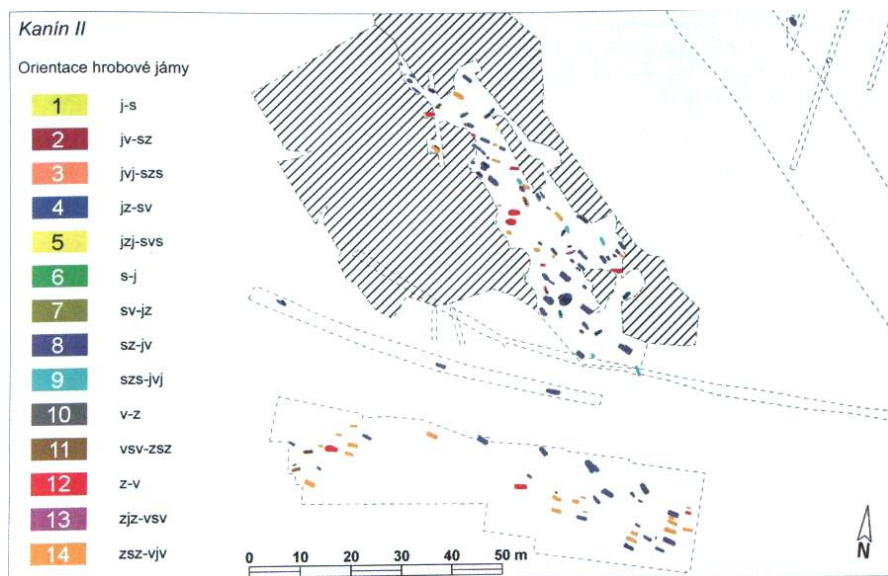 Kanín II
Orientace hrobové jámy
1 j-s
2 jv-sz
3 jvj-szs
4 jz-sv
5 jzj-svs
6 s-j
7 sv-jz
8 sz-jv
9 szs-jvj
10 v-z
11 vsv-zsz
12 z-v
13 zjz-vsv
14 zsz-vjv
0 10 20 30 40 50 m
N